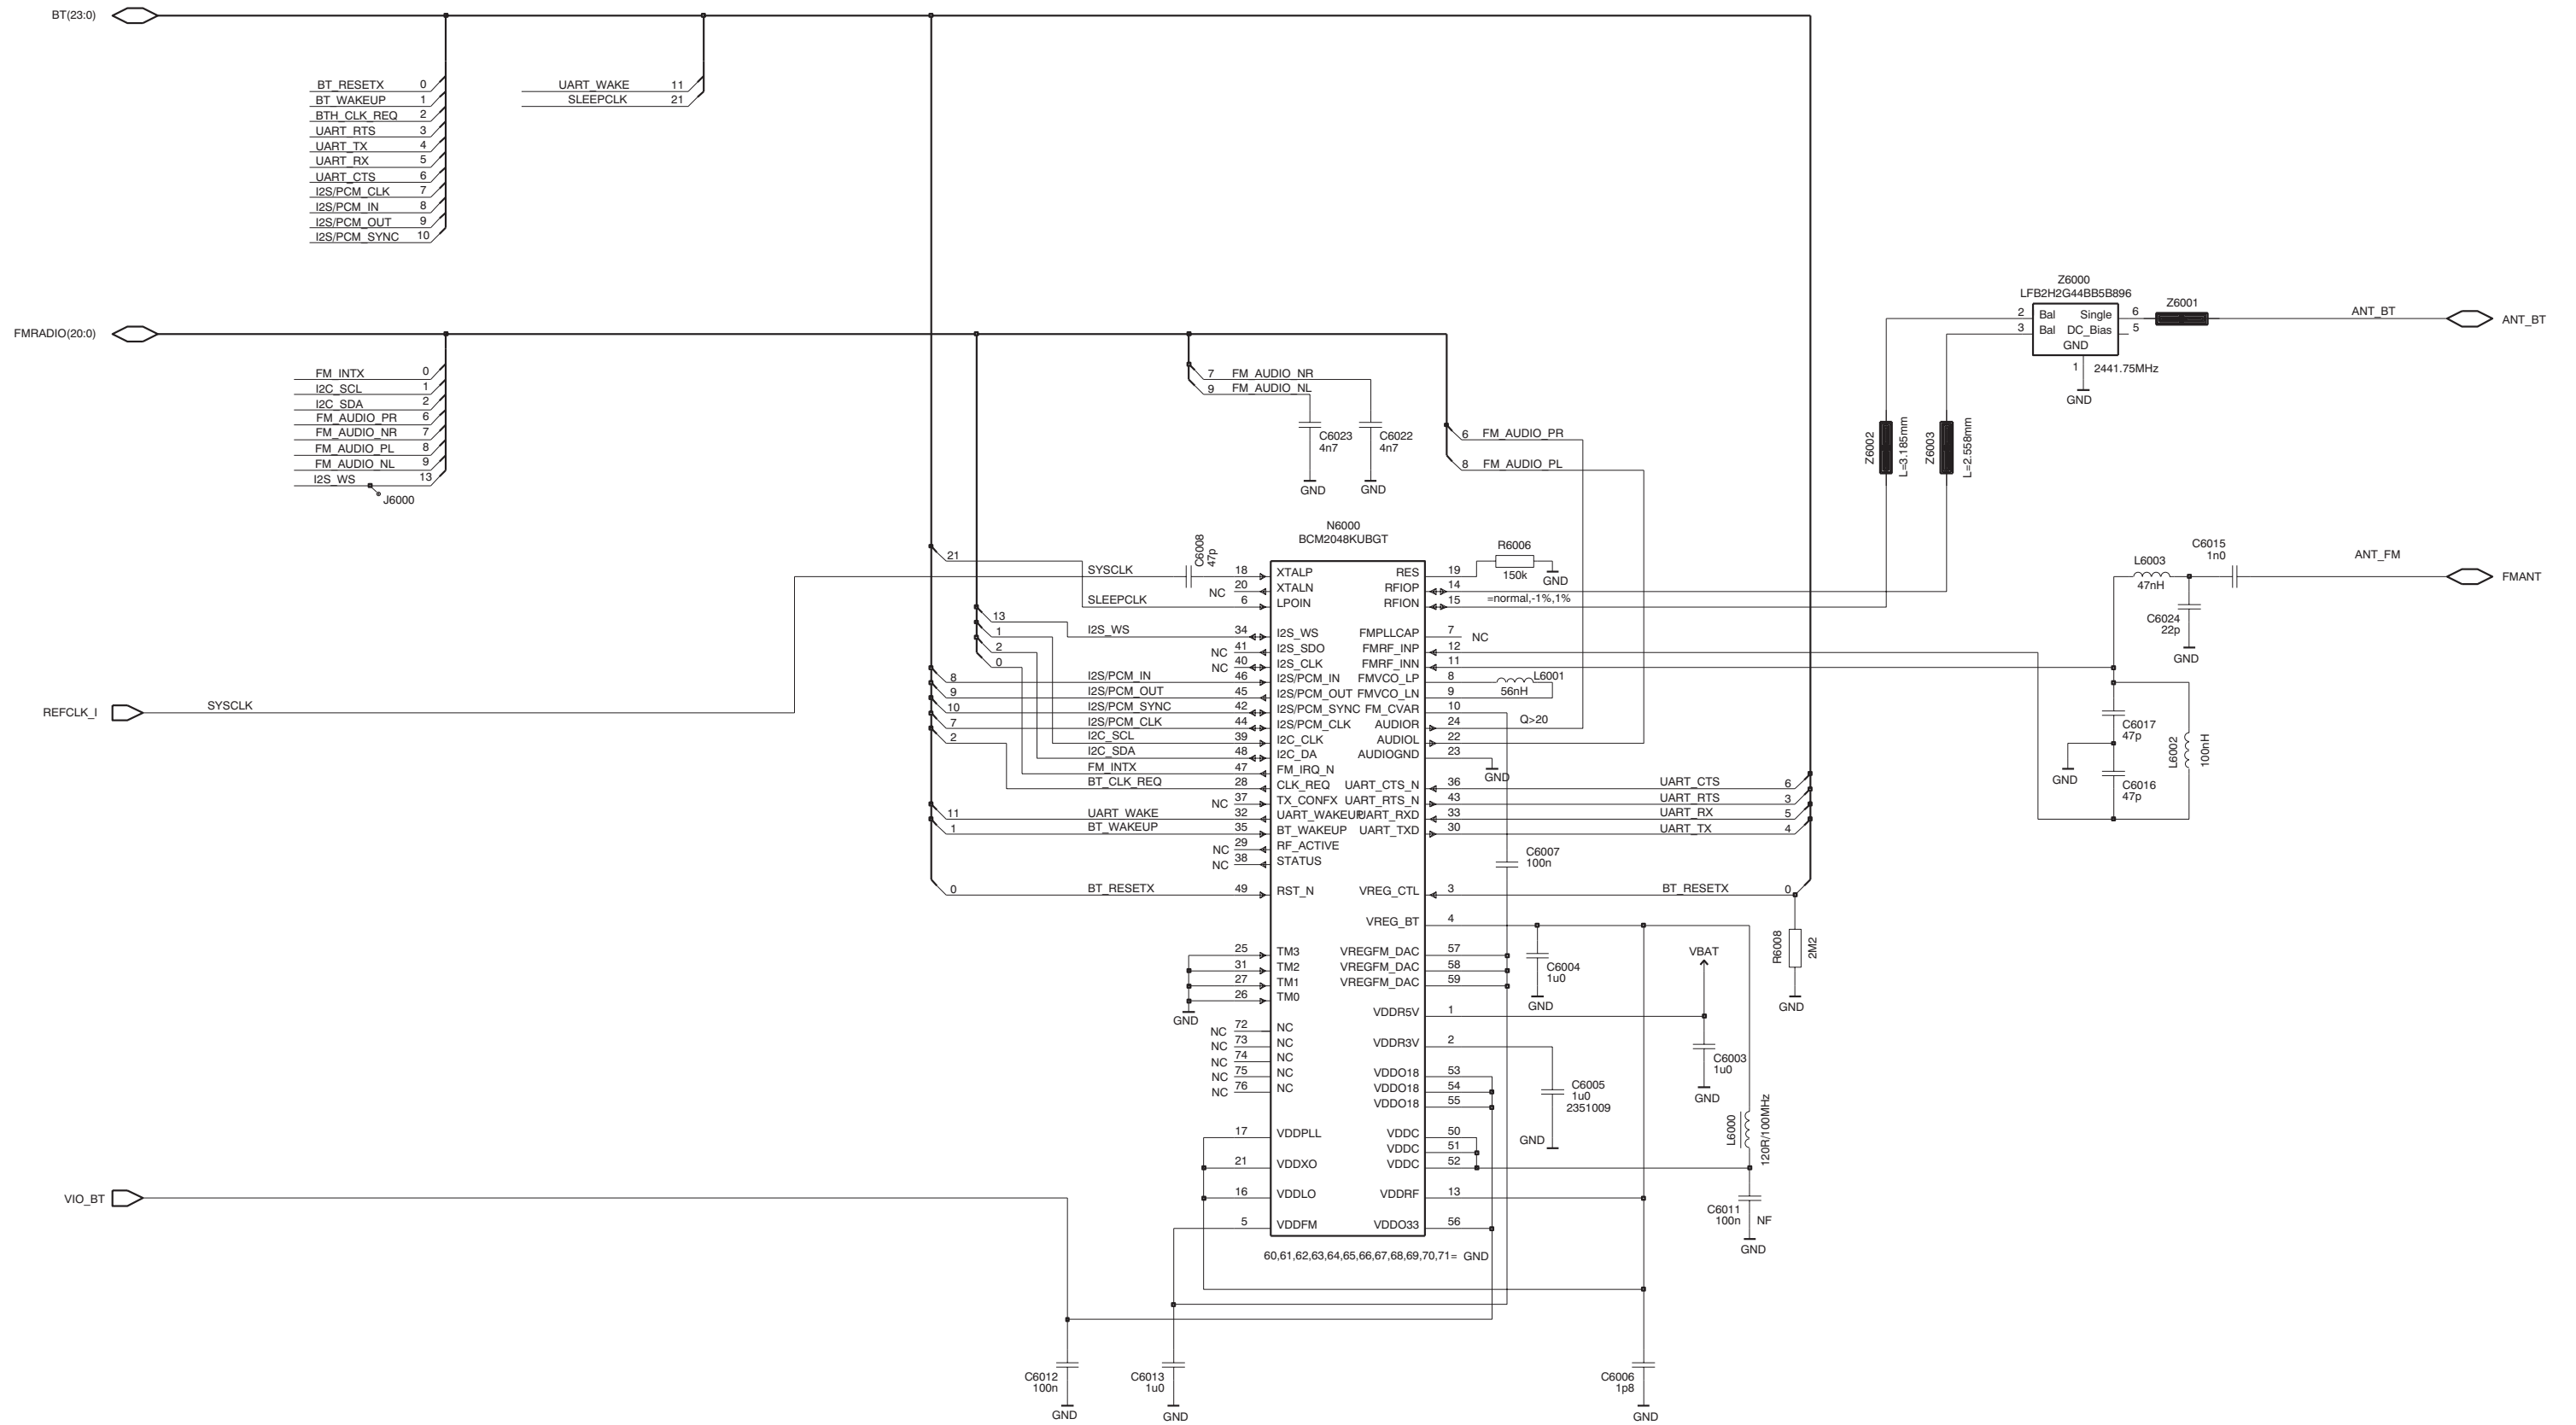 BT(23:0)
BT_RESETX 0
BT_WAKEUP 1
BTH_CLK_REQ 2
UART_RTS 3
UART_TX 4
UART_RX 5
UART_CTS 6
I2S/PCM_CLK 7
I2S/PCM_IN 8
I2S/PCM_OUT 9
I2S/PCM_SYNC 10
UART_WAKE 11
SLEEPCLK 21
FMRADIO(20:0)
FM_INTX 0
I2C_SCL 1
I2C_SDA 2
FM_AUDIO_PR 6
FM_AUDIO_NR 7
FM_AUDIO_PL 8
FM_AUDIO_NL 9
I2S_WS 13
J6000
7 FM_AUDIO_NR
9 FM_AUDIO_NL
C6023
4n7
GND
C6022
4n7
GND
6 FM_AUDIO_PR
8 FM_AUDIO_PL
Z6000
LFB2H2G44BB5B896
2 Bal Single 6
3 Bal DC_Bias 5
GND
1 2441.75MHz
GND
Z6001
ANT_BT
ANT_BT
Z6002
L=3.185mm
Z6003
L=2.558mm
N6000
BCM2048KUBGT
C6008
47p
R6006
150k
GND
21
SYSCLK 18 XTALP RES 19
NC 20 XTALN RFIOP 14
SLEEPCLK 6 LPOIN RFION 15 =normal,-1%,1%
13 I2S_WS 34 I2S_WS FMPLLCAP 7 NC
1
NC 41 I2S_SDO FMRF_INP 12
2
NC 40 I2S_CLK FMRF_INN 11
0
8 I2S/PCM_IN 46 I2S/PCM_IN FMVCO_LP 8 L6001
9 I2S/PCM_OUT 45 I2S/PCM_OUT FMVCO_LN 9 56nH
10 I2S/PCM_SYNC 42 I2S/PCM_SYNC FM_CVAR 10
7 I2S/PCM_CLK 44 I2S/PCM_CLK AUDIOR 24 Q>20
2 I2C_SCL 39 I2C_CLK AUDIOL 22
I2C_SDA 48 I2C_DA AUDIOGND 23
GND
FM_INTX 47 FM_IRQ_N
BT_CLK_REQ 28 CLK_REQ UART_CTS_N 36 UART_CTS 6
NC 37 TX_CONFX UART_RTS_N 43 UART_RTS 3
11 UART_WAKE 32 UART_WAKEUP UART_RXD 33 UART_RX 5
1 BT_WAKEUP 35 BT_WAKEUP UART_TXD 30 UART_TX 4
NC 29 RF_ACTIVE
NC 38 STATUS
C6007
100n
0 BT_RESETX 49 RST_N VREG_CTL 3 BT_RESETX 0
VREG_BT 4
25 TM3 VREGFM_DAC 57
31 TM2 VREGFM_DAC 58
27 TM1 VREGFM_DAC 59
26 TM0
GND
VDDR5V 1
NC 72 NC
NC 73 NC VDDR3V 2
NC 74 NC
NC 75 NC VDDO18 53
NC 76 NC VDDO18 54
VDDO18 55
17 VDDPLL VDDC 50
VDDC 51
21 VDDXO VDDC 52
16 VDDLO VDDRF 13
5 VDDFM VDDO33 56
60,61,62,63,64,65,66,67,68,69,70,71= GND
C6004
1u0
GND
VBAT
C6003
1u0
GND
C6005
1u0
2351009
GND
R6008
2M2
GND
L6000
120R/100MHz
C6011
100n NF
GND
REFCLK_I
SYSCLK
VIO_BT
C6012
100n
GND
C6013
1u0
GND
C6006
1p8
GND
L6003
47nH
C6015
1n0
ANT_FM
FMANT
C6024
22p
GND
C6017
47p
GND
C6016
47p
L6002
100nH